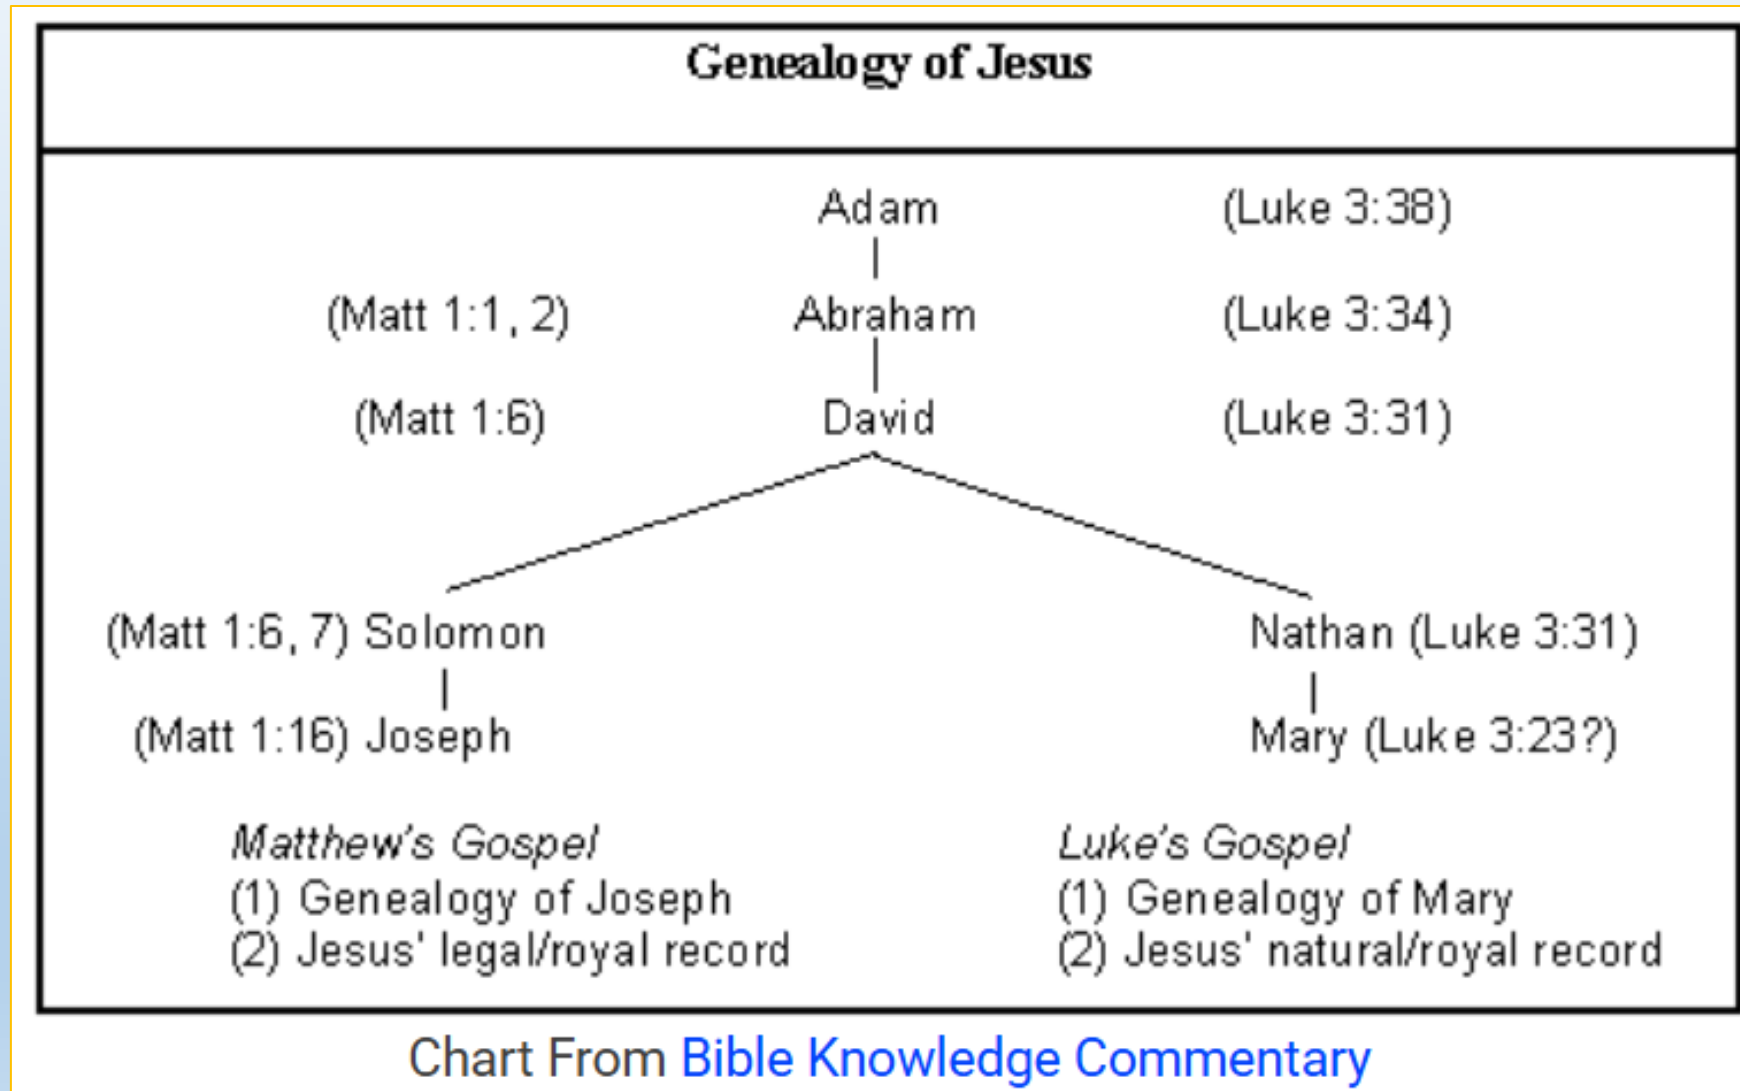 Genealogy of Jesus
Adam (Luke 3:38)
(Matt 1:1, 2) Abraham (Luke 3:34)
(Matt 1:6) David (Luke 3:31)
(Matt 1:6, 7) Solomon Nathan (Luke 3:31)
(Matt 1:16) Joseph Mary (Luke 3:23?)
Matthew's Gospel
(1) Genealogy of Joseph
(2) Jesus' legal/royal record
Luke's Gospel
(1) Genealogy of Mary
(2) Jesus' natural/royal record
Chart From Bible Knowledge Commentary